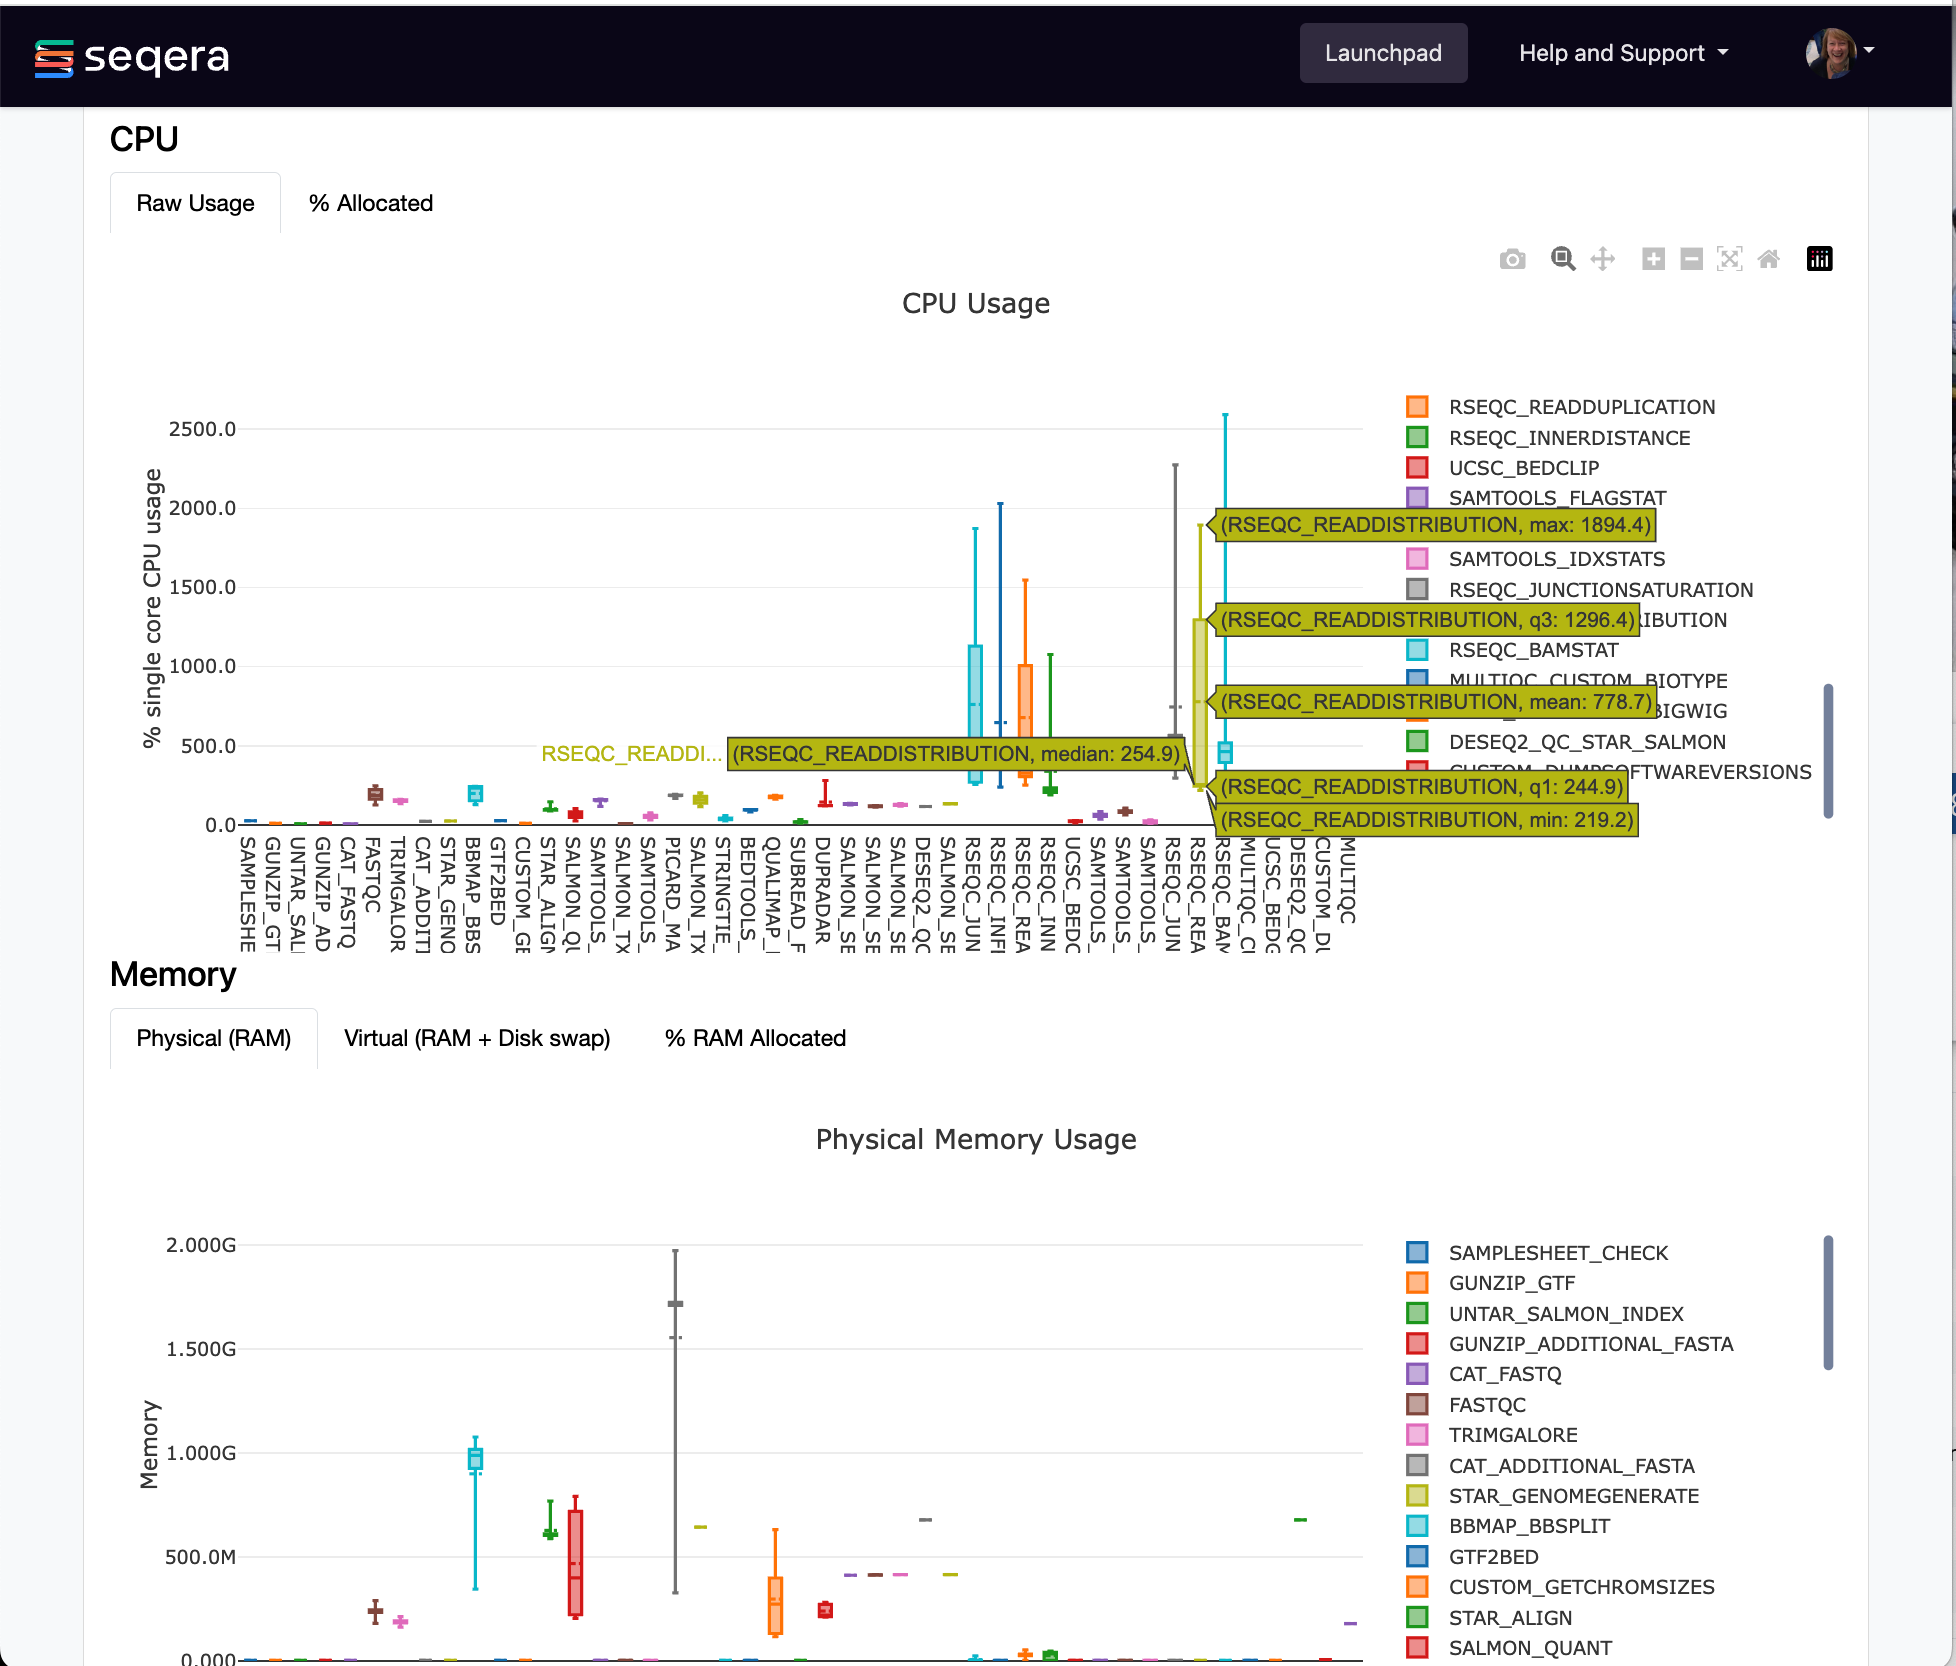 seqera
Launchpad
Help and Support
CPU
Raw Usage
% Allocated
CPU Usage
% single core CPU usage
2500.0
2000.0
1500.0
1000.0
500.0
0.0
RSEQC_READDUPLICATION
RSEQC_INNERDISTANCE
UCSC_BEDCLIP
SAMTOOLS_FLAGSTAT
(RSEQC_READDISTRIBUTION, max: 1894.4)
SAMTOOLS_IDXSTATS
RSEQC_JUNCTIONSATURATION
(RSEQC_READDISTRIBUTION, q3: 1296.4)
RIBUTION
RSEQC_BAMSTAT
MULTIQC_CUSTOM_BIOTYPE
(RSEQC_READDISTRIBUTION, mean: 778.7)
BIGWIG
DESEQ2_QC_STAR_SALMON
RSEQC_READDI...
(RSEQC_READDISTRIBUTION, median: 254.9)
CUSTOM_DUMPSOFTWAREVERSIONS
(RSEQC_READDISTRIBUTION, q1: 244.9)
(RSEQC_READDISTRIBUTION, min: 219.2)
SAMPLESHE
GUNZIP_GT
UNTAR_SAL
GUNZIP_AD
CAT_FASTQ
FASTQC
TRIMGALOR
CAT_ADDITI
STAR_GENO
BBMAP_BBS
GTF2BED
CUSTOM_GE
STAR_ALIGN
SALMON_QU
SAMTOOLS_
SALMON_TX
SAMTOOLS_
PICARD_MA
SALMON_TX
STRINGTIE_
BEDTOOLS_
QUALIMAP_
SUBREAD_F
DUPRADAR
SALMON_SE
SALMON_SE
SALMON_SE
DESEQ2_QC
SALMON_SE
RSEQC_JUN
RSEQC_INFE
RSEQC_REA
RSEQC_INN
UCSC_BEDC
SAMTOOLS_
SAMTOOLS_
SAMTOOLS_
RSEQC_JUN
RSEQC_REA
RSEQC_BAM
MULTIQC_CU
UCSC_BEDG
DESEQ2_QC
CUSTOM_DU
MULTIQC
Memory
Physical (RAM)
Virtual (RAM + Disk swap)
% RAM Allocated
Physical Memory Usage
Memory
2.000G
1.500G
1.000G
500.0M
0.000
SAMPLESHEET_CHECK
GUNZIP_GTF
UNTAR_SALMON_INDEX
GUNZIP_ADDITIONAL_FASTA
CAT_FASTQ
FASTQC
TRIMGALORE
CAT_ADDITIONAL_FASTA
STAR_GENOMEGENERATE
BBMAP_BBSPLIT
GTF2BED
CUSTOM_GETCHROMSIZES
STAR_ALIGN
SALMON_QUANT